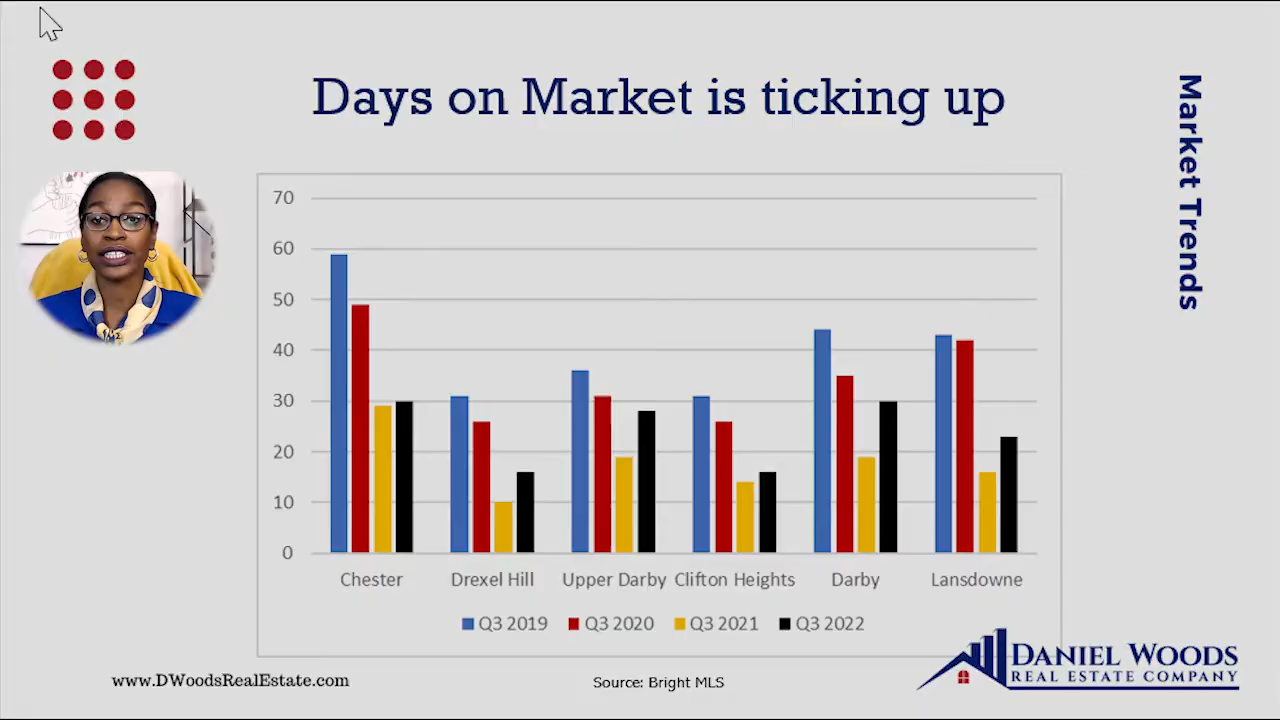 Days on Market is ticking up
Market Trends
70
60
50
40
30
20
10
0
Chester Drexel Hill Upper Darby Clifton Heights Darby Lansdowne
Q3 2019 Q3 2020 Q3 2021 Q3 2022
www.DWoodsRealEstate.com
Source: Bright MLS
DANIEL WOODS
REAL ESTATE COMPANY